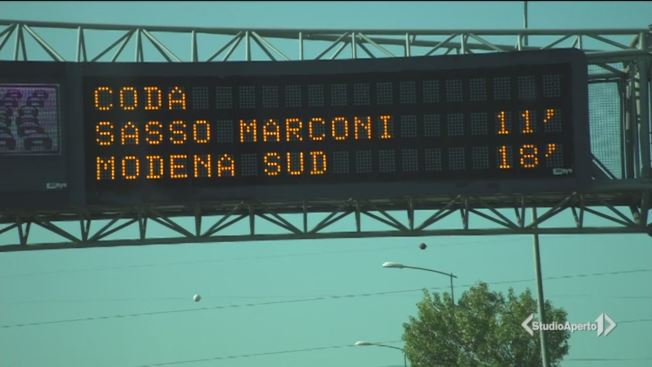 CODA
SASSO MARCONI 11'
MODENA SUD 18'
StudioAperto